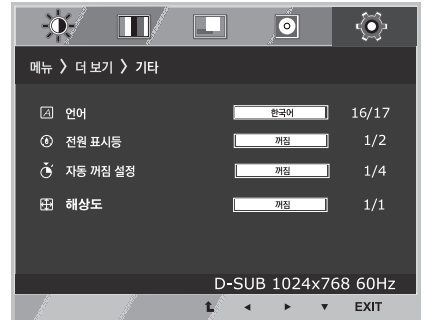 메뉴 〉 더 보기 〉 기타
언어 한국어 16/17
전원 표시등 꺼짐 1/2
자동 꺼짐 설정 꺼짐 1/4
해상도 꺼짐 1/1
D-SUB 1024x768 60Hz
EXIT